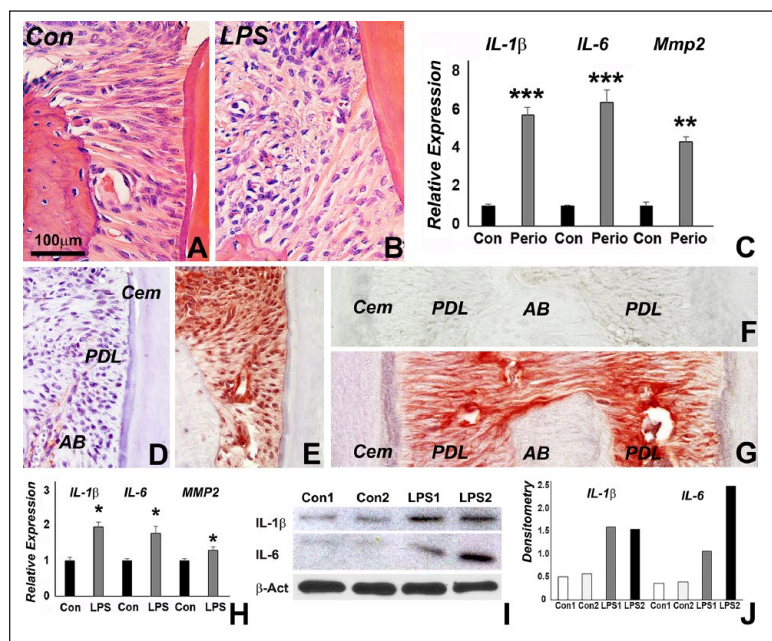 Con
LPS
100μm
A
B
IL-1β IL-6 Mmp2
Relative Expression
8
6
4
2
0
***
***
**
Con Perio Con Perio Con Perio
C
Cem
PDL
AB
D
E
Cem PDL AB PDL
F
Cem PDL AB PDL
G
IL-1β IL-6 MMP2
Relative Expression
3
2
1
0
*
*
*
Con LPS Con LPS Con LPS
H
Con1 Con2 LPS1 LPS2
IL-1β
IL-6
β-Act
I
IL-1β IL-6
Densitometry
2.5
2.0
1.5
1.0
0.5
0.0
Con1 Con2 LPS1 LPS2 Con1 Con2 LPS1 LPS2
J